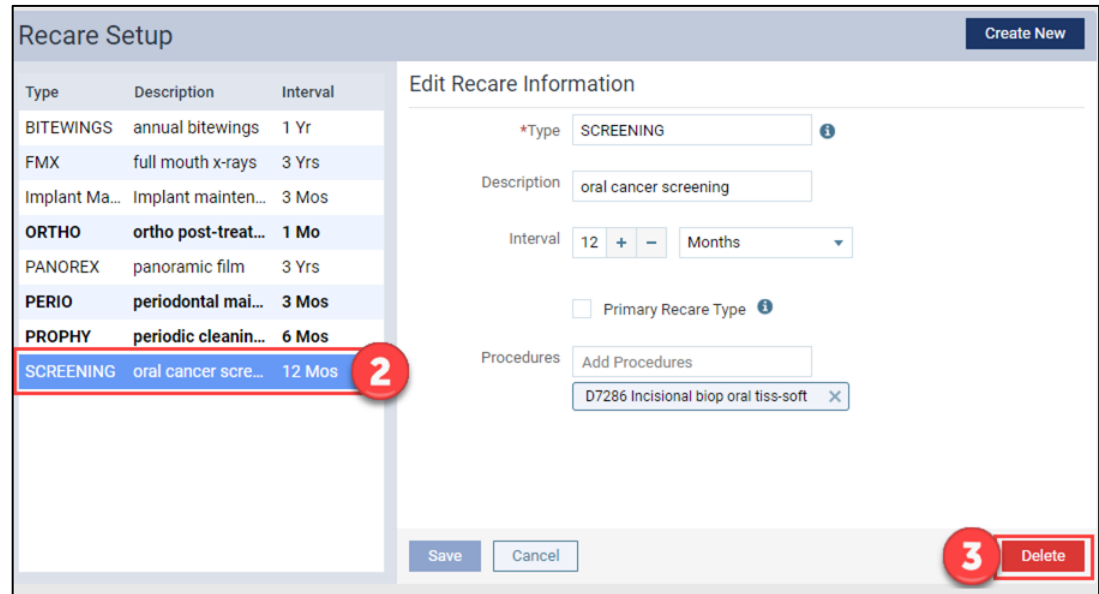 Recare Setup
Create New
Type Description Interval
BITEWINGS annual bitewings 1 Yr
FMX full mouth x-rays 3 Yrs
Implant Ma... Implant mainten... 3 Mos
ORTHO ortho post-treat... 1 Mo
PANOREX panoramic film 3 Yrs
PERIO periodontal mai... 3 Mos
PROPHY periodic cleanin... 6 Mos
SCREENING oral cancer scre... 12 Mos
2
Edit Recare Information
*Type SCREENING
Description oral cancer screening
Interval 12 + − Months
Primary Recare Type
Procedures Add Procedures
D7286 Incisional biop oral tiss-soft ×
Save Cancel
3 Delete